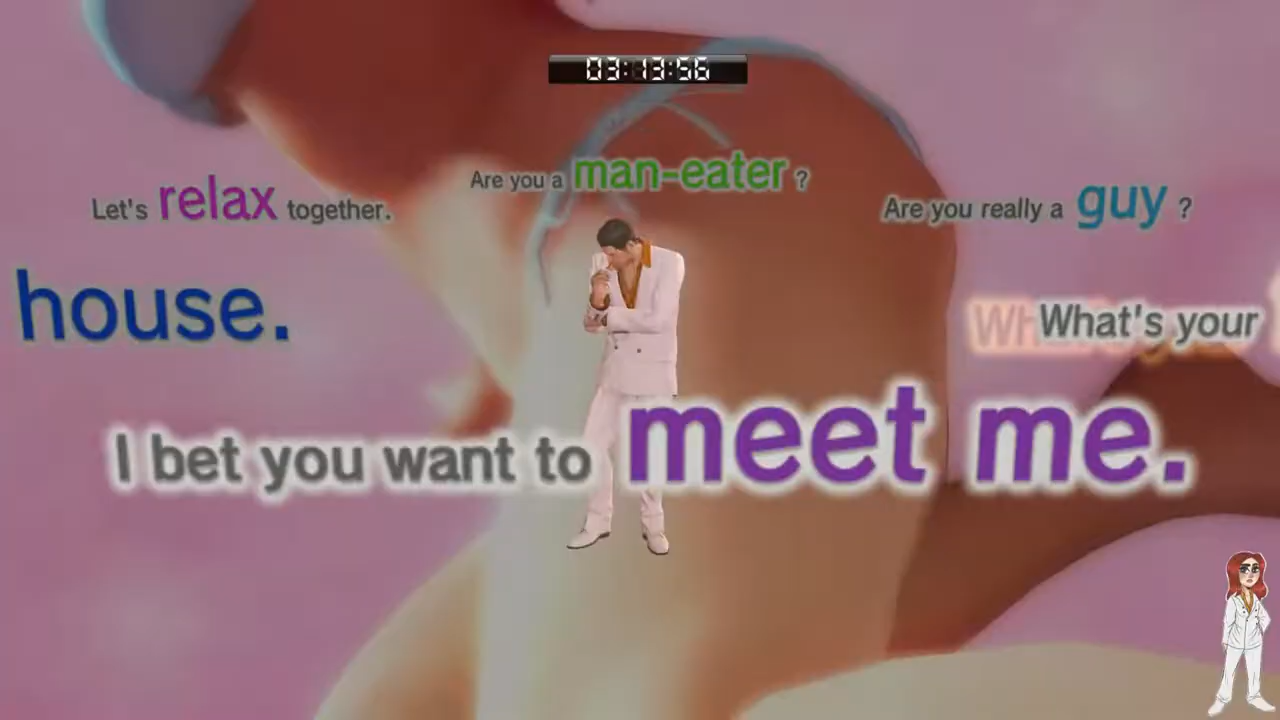 03:13:56
Are you a man-eater ?
Let's relax together.
Are you really a guy ?
house.
What's your
I bet you want to meet me.